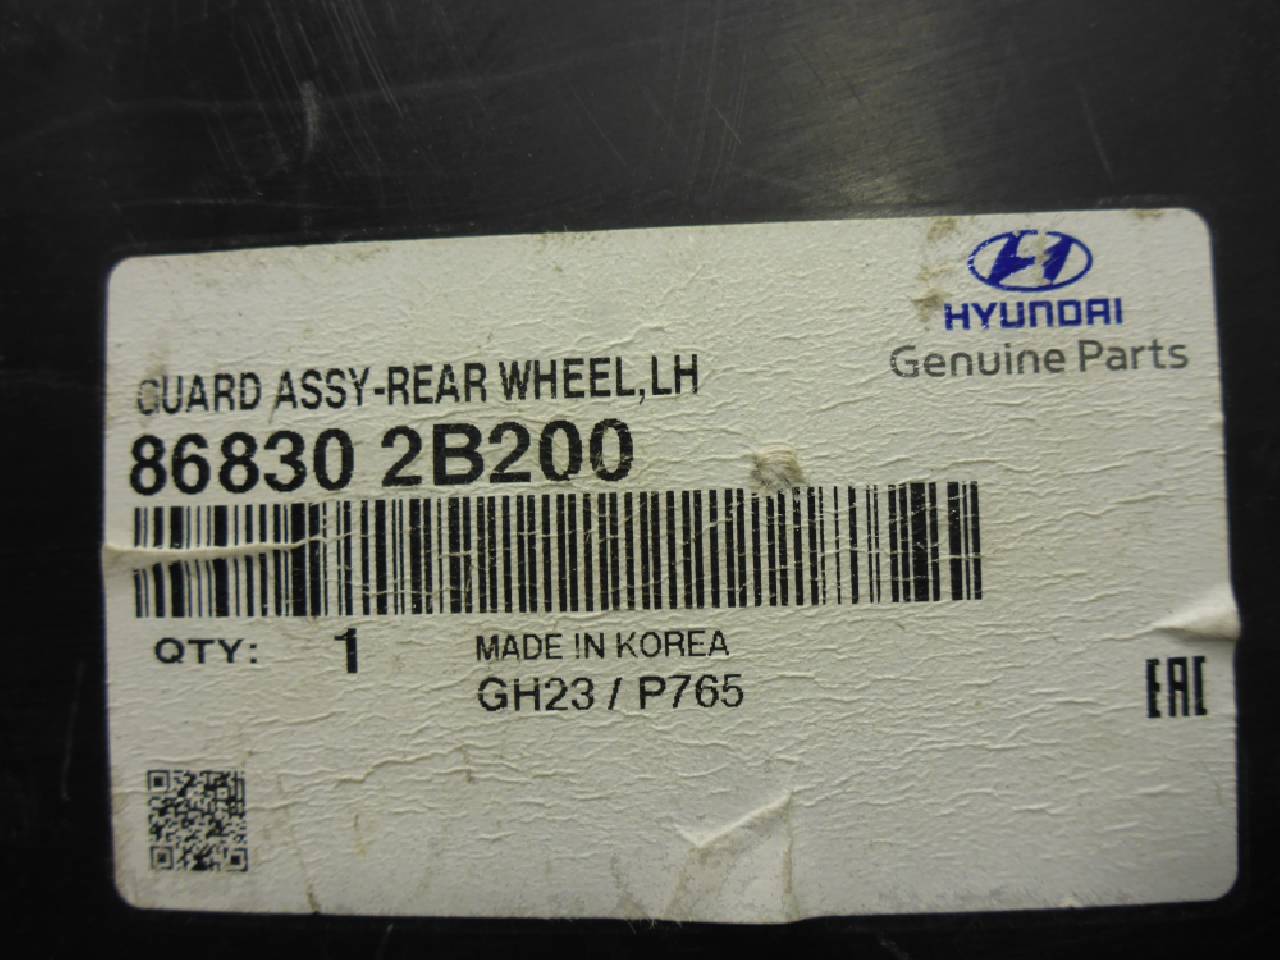 HYUNDAI
Genuine Parts
GUARD ASSY-REAR WHEEL,LH
86830 2B200
QTY: 1
MADE IN KOREA
GH23 / P765
EAC